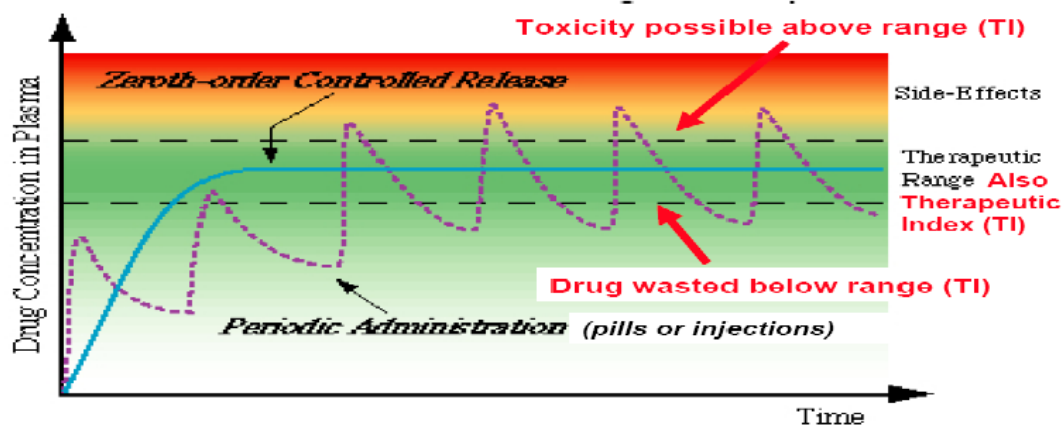 Toxicity possible above range (TI)
Zeroth-order Controlled Release
Side-Effects
Drug Concentration in Plasma
Therapeutic
Range Also
Therapeutic
Index (TI)
Drug wasted below range (TI)
Periodic Administration (pills or injections)
Time